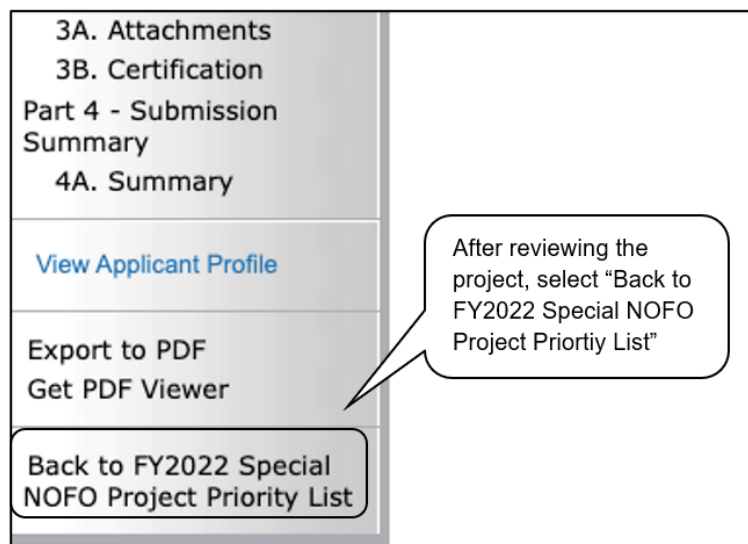 3A. Attachments
3B. Certification
Part 4 - Submission
Summary
4A. Summary
View Applicant Profile
Export to PDF
Get PDF Viewer
Back to FY2022 Special
NOFO Project Priority List
After reviewing the
project, select “Back to
FY2022 Special NOFO
Project Priortiy List”